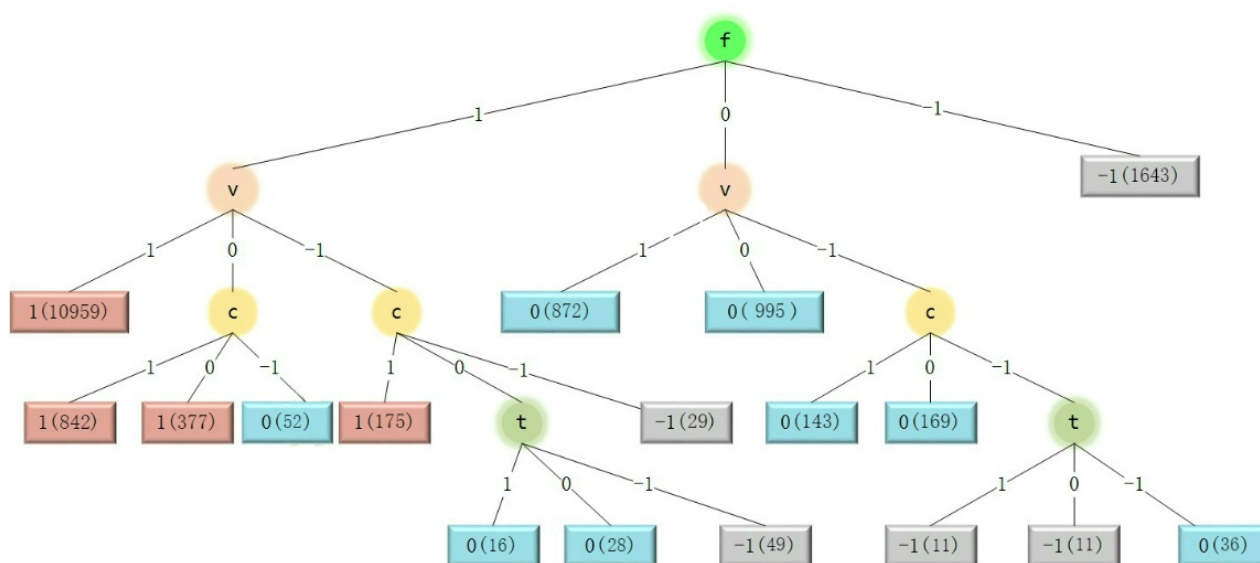 f
1 0 -1
-1(1643)
v v
1 0 -1 1 0 -1
1(10959) c c 0(872) 0( 995 ) c
1 0 -1 1 0 -1 1 0 -1
1(842) 1(377) 0(52) 1(175) t -1(29) 0(143) 0(169) t
1 0 -1 1 0 -1
0(16) 0(28) -1(49) -1(11) -1(11) 0(36)